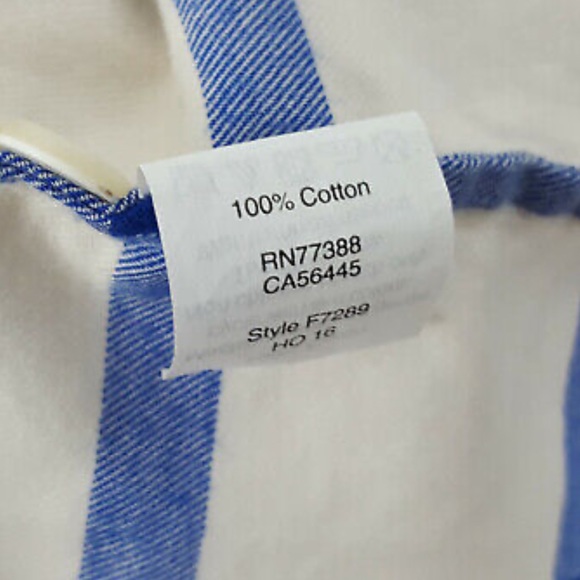 100% Cotton
RN77388
CA56445
Style F7289
HO 16